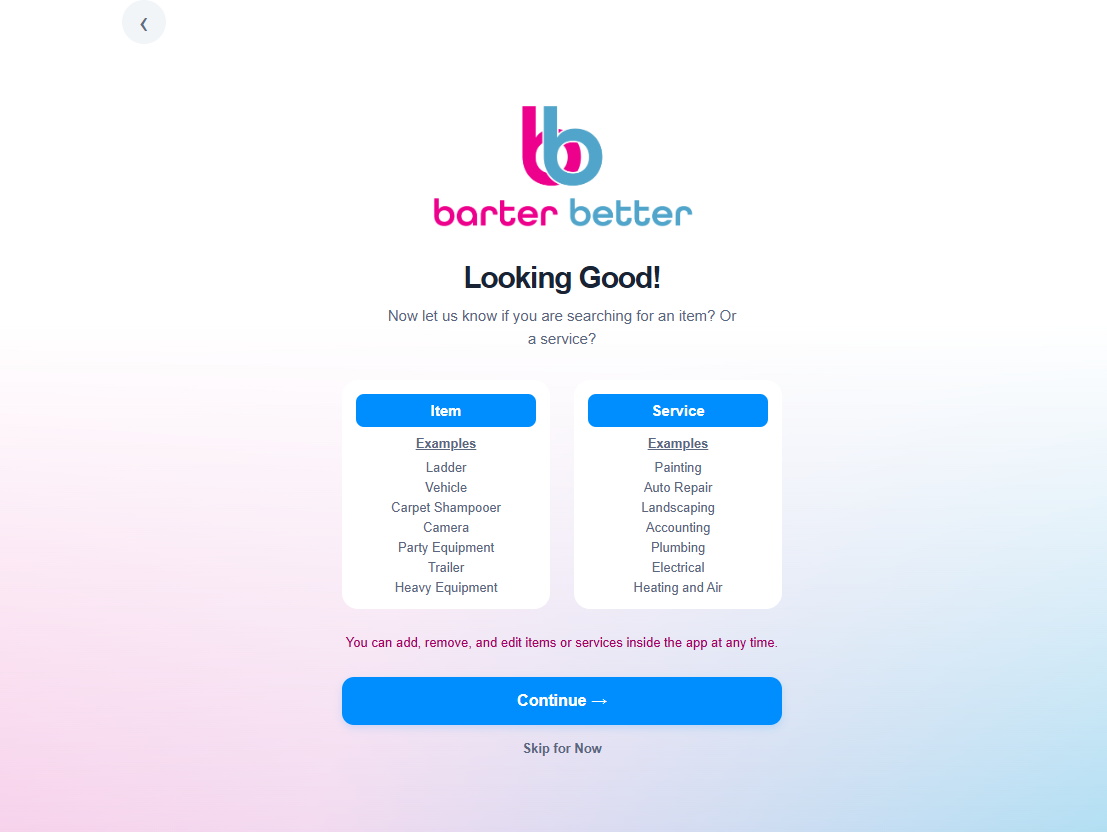 ‹
bb
barter better
Looking Good!
Now let us know if you are searching for an item? Or
a service?
Item
Examples
Ladder
Vehicle
Carpet Shampooer
Camera
Party Equipment
Trailer
Heavy Equipment
Service
Examples
Painting
Auto Repair
Landscaping
Accounting
Plumbing
Electrical
Heating and Air
You can add, remove, and edit items or services inside the app at any time.
Continue →
Skip for Now